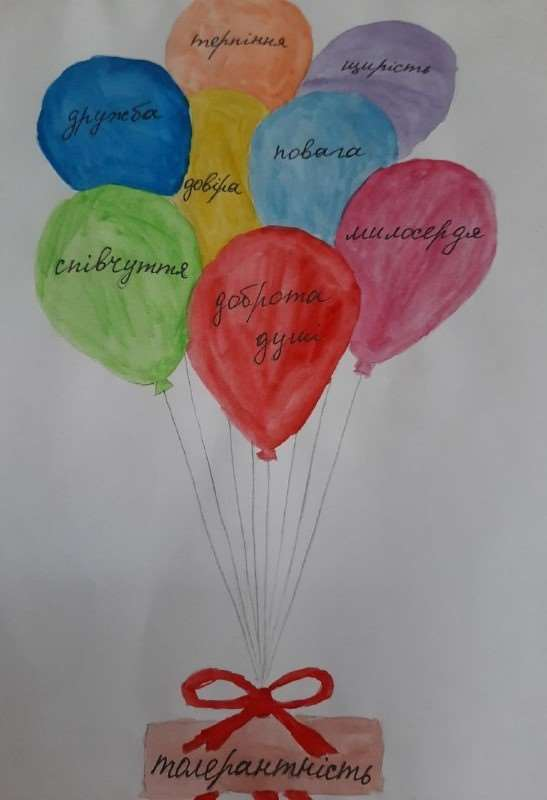 терпіння
щирість
дружба
повага
довіра
милосердя
співчуття
доброта
душі
толерантність